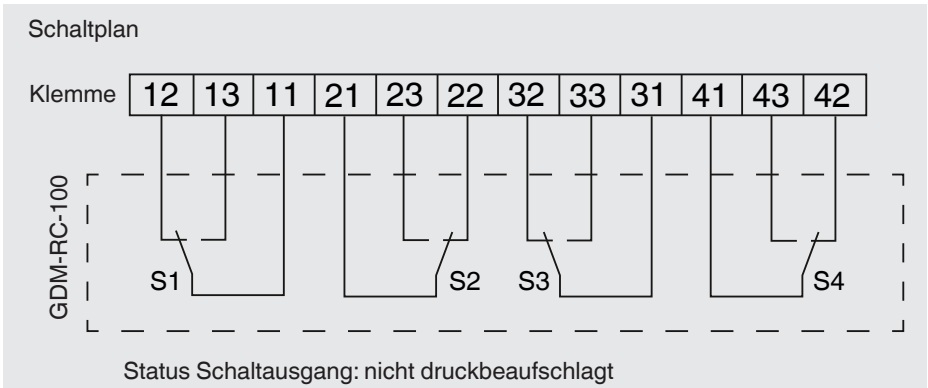 Schaltplan
Klemme 12 13 11 21 23 22 32 33 31 41 43 42
GDM-RC-100
S1 S2 S3 S4
Status Schaltausgang: nicht druckbeaufschlagt